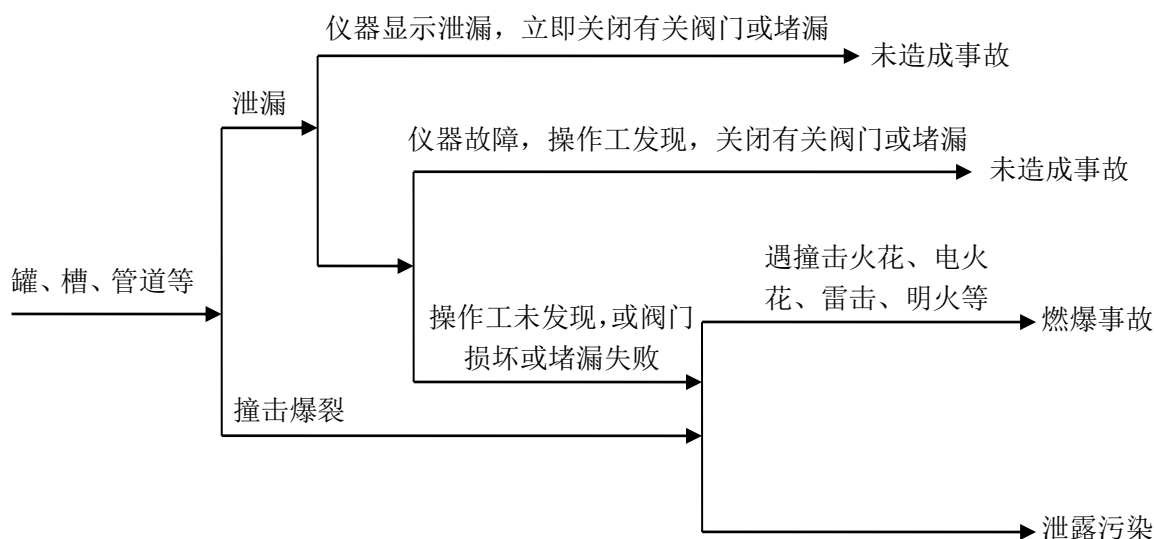 仪器显示泄漏，立即关闭有关阀门或堵漏
未造成事故
泄漏
仪器故障，操作工发现，关闭有关阀门或堵漏
未造成事故
罐、槽、管道等
遇撞击火花、电火
花、雷击、明火等
燃爆事故
操作工未发现，或阀门
损坏或堵漏失败
撞击爆裂
泄露污染